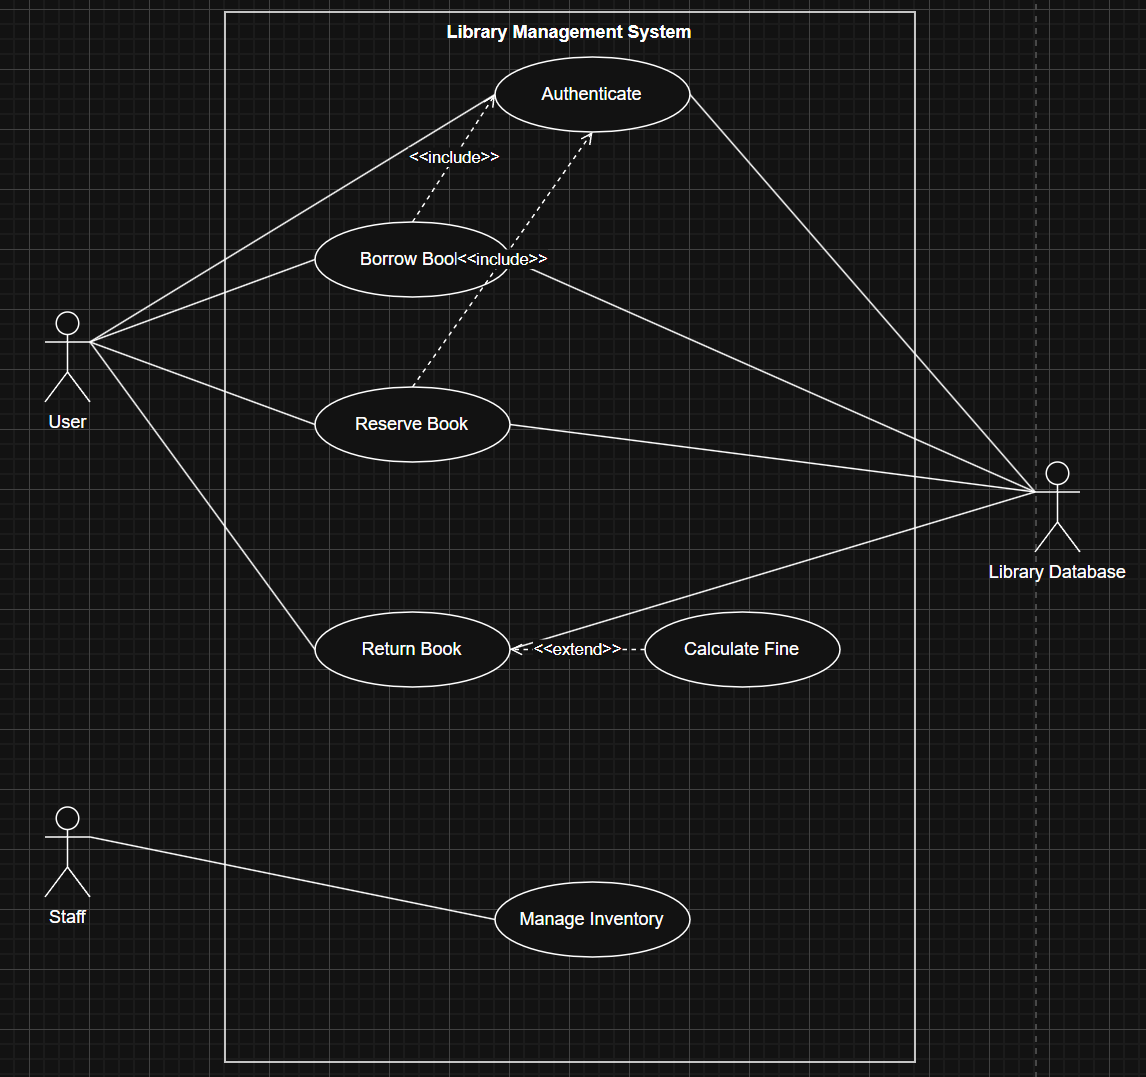 Library Management System
Authenticate
<<include>>
Borrow Boo
<<include>>
User
Reserve Book
Library Database
Return Book
<<extend>>
Calculate Fine
Staff
Manage Inventory